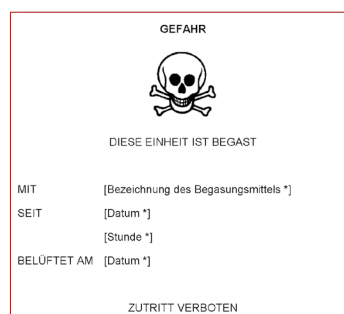 GEFAHR
DIESE EINHEIT IST BEGAST
MIT [Bezeichnung des Begasungsmittels *]
SEIT [Datum *]
[Stunde *]
BELÜFTET AM [Datum *]
ZUTRITT VERBOTEN